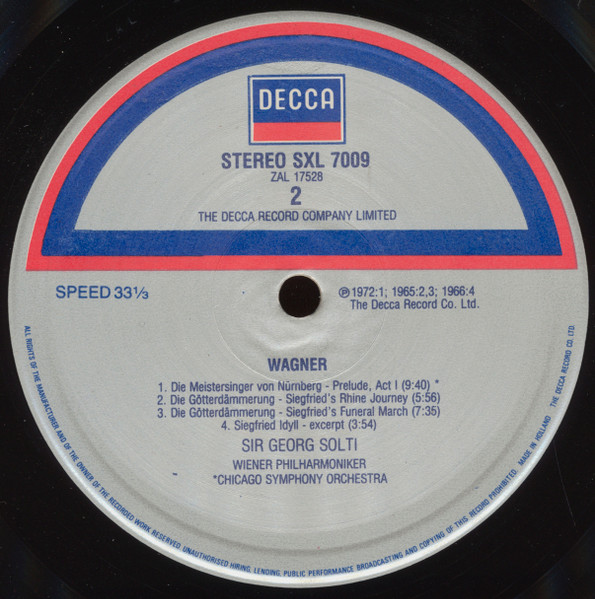 DECCA
STEREO SXL 7009
ZAL 17528
2
THE DECCA RECORD COMPANY LIMITED
SPEED 33⅓
Ⓟ1972:1; 1965:2,3; 1966:4
The Decca Record Co. Ltd.
WAGNER
1. Die Meistersinger von Nürnberg - Prelude, Act I (9:40) *
2. Die Götterdämmerung - Siegfried's Rhine Journey (5:56)
3. Die Götterdämmerung - Siegfried's Funeral March (7:35)
4. Siegfried Idyll - excerpt (3:54)
SIR GEORG SOLTI
WIENER PHILHARMONIKER
*CHICAGO SYMPHONY ORCHESTRA
ALL RIGHTS OF THE MANUFACTURER AND OF THE OWNER OF THE RECORDED WORK RESERVED UNAUTHORISED HIRING, LENDING, PUBLIC PERFORMANCE BROADCASTING AND COPYING OF THIS RECORD PROHIBITED. MADE IN HOLLAND THE DECCA RECORD CO. LTD.